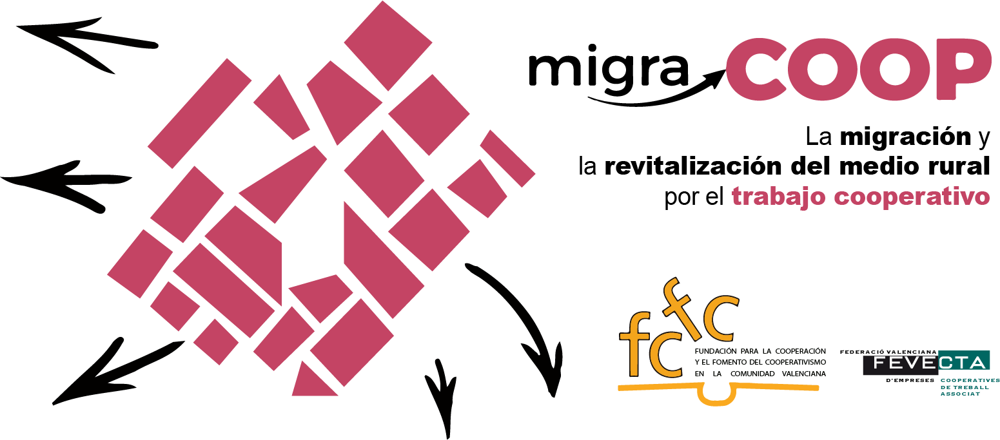 migra COOP
La migración y
la revitalización del medio rural
por el trabajo cooperativo
fcfc
FUNDACIÓN PARA LA COOPERACIÓN
Y EL FOMENTO DEL COOPERATIVISMO
EN LA COMUNIDAD VALENCIANA
FEDERACIÓ VALENCIANA
FEVECTA
D'EMPRESES COOPERATIVES
DE TREBALL
ASSOCIAT